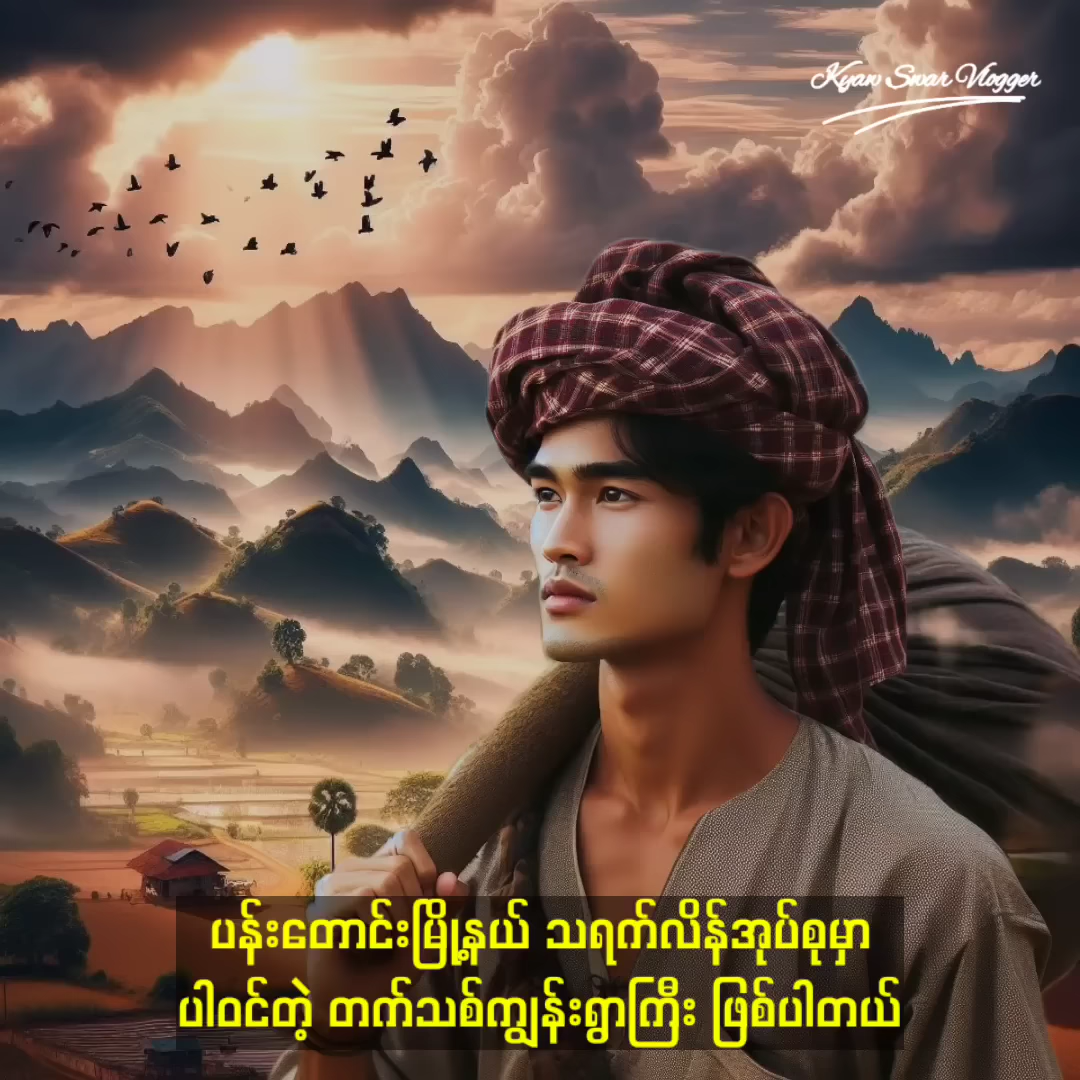 Kyaw Swar Vlogger
ပန်းတောင်းမြို့နယ် သရက်လိန်အုပ်စုမှာ
ပါဝင်တဲ့ တက်သစ်ကျွန်းရွာကြီး ဖြစ်ပါတယ်